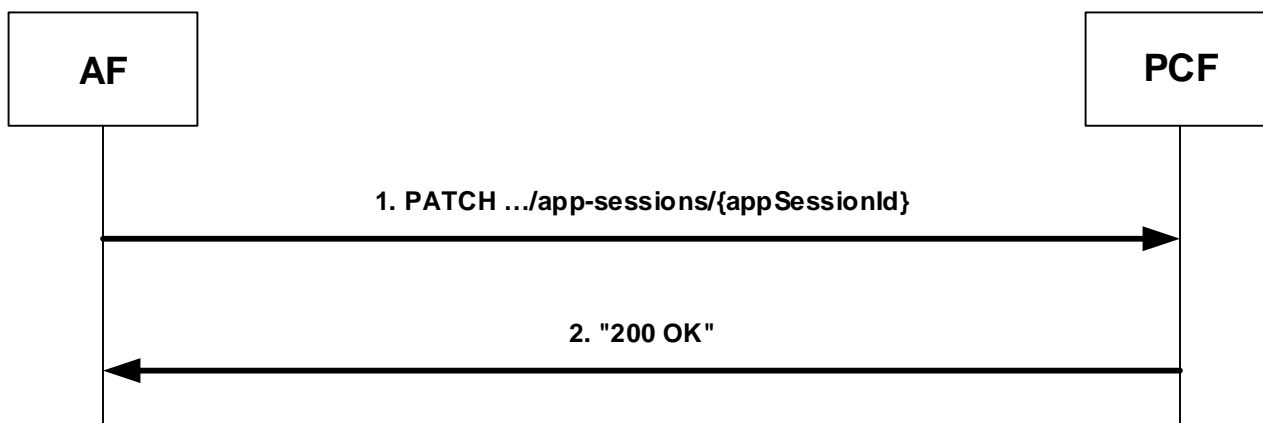 AF
PCF
1. PATCH …/app-sessions/{appSessionId}
2. "200 OK"